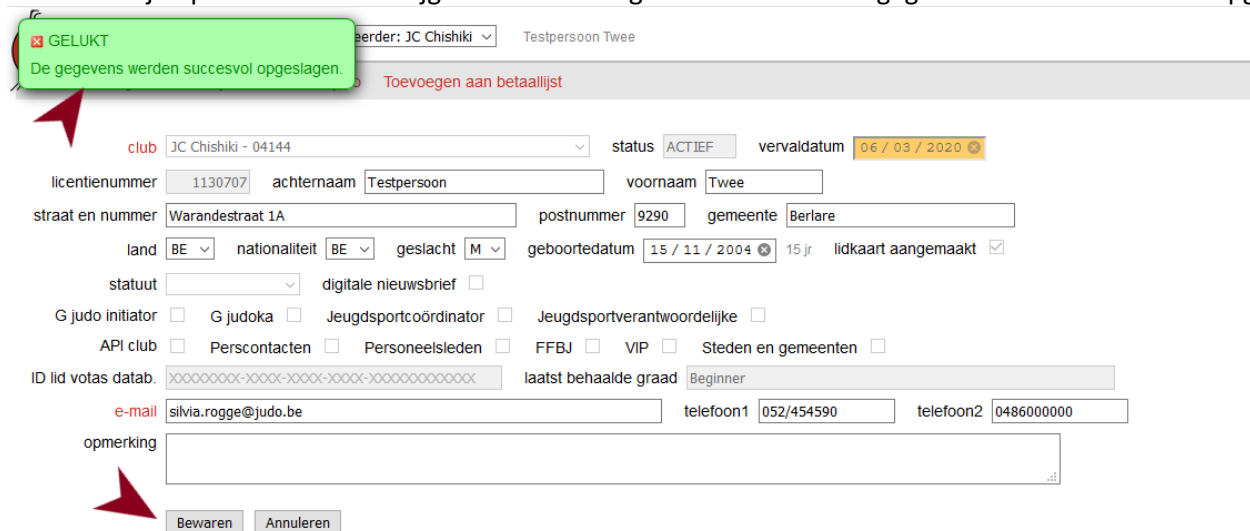 GELUKT
De gegevens werden succesvol opgeslagen.
eerder: JC Chishiki Testpersoon Twee
Toevoegen aan betaallijst
club JC Chishiki - 04144 status ACTIEF vervaldatum 06 / 03 / 2020
licentienummer 1130707 achternaam Testpersoon voornaam Twee
straat en nummer Warandestraat 1A postnummer 9290 gemeente Berlare
land BE nationaliteit BE geslacht M geboortedatum 15 / 11 / 2004 15 jr lidkaart aangemaakt
statuut digitale nieuwsbrief
G judo initiator G judoka Jeugdsportcoördinator Jeugdsportverantwoordelijke
API club Perscontacten Personeelsleden FFBJ VIP Steden en gemeenten
ID lid votas datab. XXXXXXXX-XXXX-XXXX-XXXX-XXXXXXXXXXXX laatst behaalde graad Beginner
e-mail silvia.rogge@judo.be telefoon1 052/454590 telefoon2 0486000000
opmerking
Bewaren Annuleren